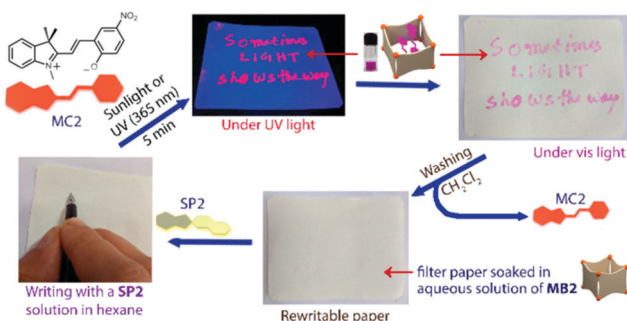 NO₂
N+
O⁻
MC2
Sunlight or
UV (365 nm)
5 min
Sometimes
LIGHT
shows the way
Under UV light
Sometimes
LIGHT
shows the way
Under vis light
Washing
CH₂Cl₂
MC2
SP2
Writing with a SP2
solution in hexane
Rewritable paper
filter paper soaked in
aqueous solution of MB2